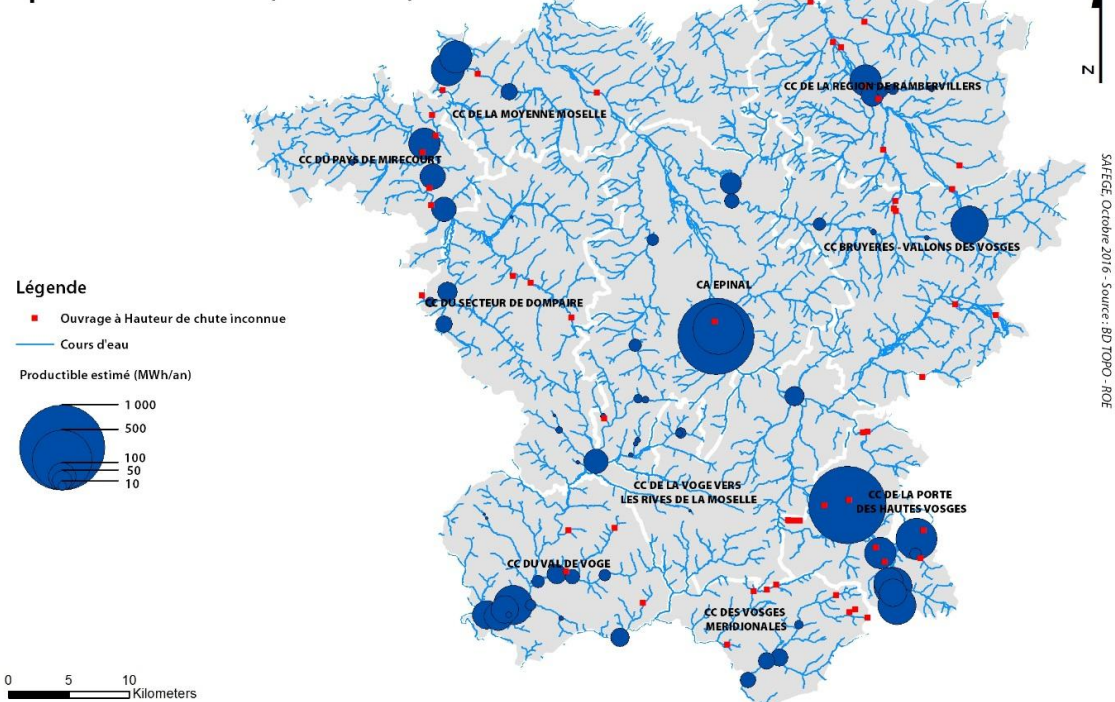 CC DE LA REGION DE RAMBERVILLERS
CC DE LA MOYENNE MOSELLE
CC DU PAYS DE MIRECOURT
CC BRUYERES - VALLONS DES VOSGES
CA EPINAL
CC DU SECTEUR DE DOMPAIRE
CC DE LA VOGE VERS
LES RIVES DE LA MOSELLE
CC DE LA PORTE
DES HAUTES VOSGES
CC DU VAL DE VOGE
CC DES VOSGES
MERIDIONALES
Légende
Ouvrage à Hauteur de chute inconnue
Cours d'eau
Productible estimé (MWh/an)
1 000
500
100
50
10
0 5 10
Kilometers
N
SAFEGE, Octobre 2016 - Source : BD TOPO - ROE